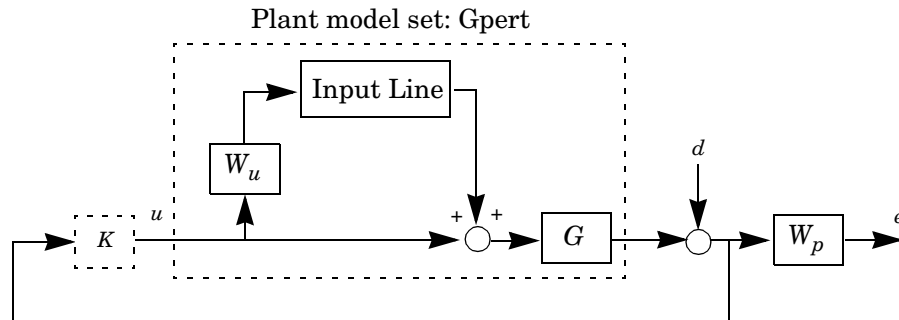 Plant model set: Gpert
Input Line
W_u
d
u
+ +
e
K
G
W_p